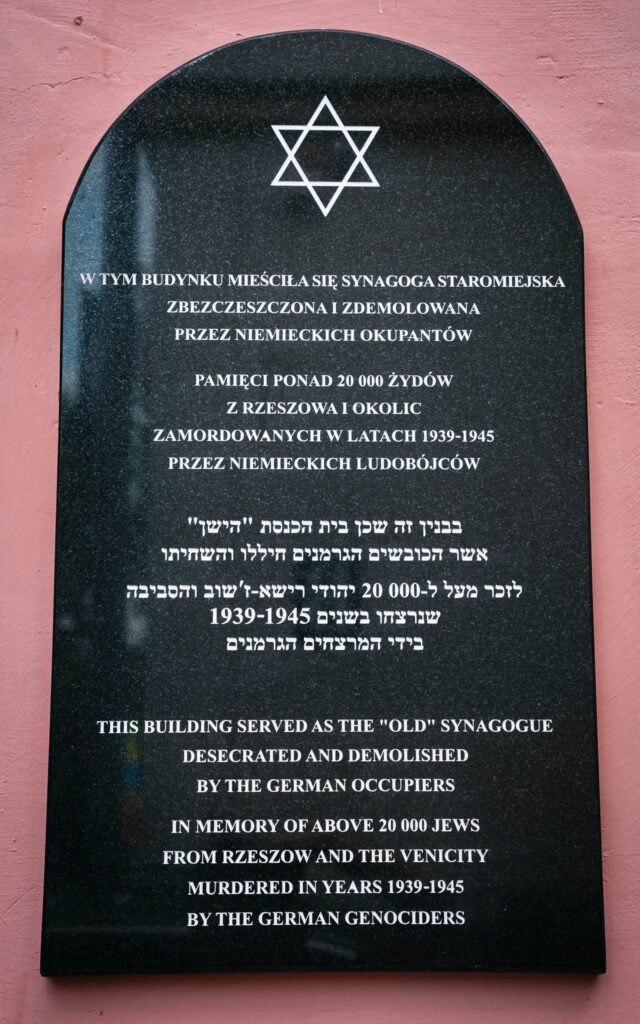 W TYM BUDYNKU MIEŚCIŁA SIĘ SYNAGOGA STAROMIEJSKA
ZBEZCZESZCZONA I ZDEMOLOWANA
PRZEZ NIEMIECKICH OKUPANTÓW
PAMIĘCI PONAD 20 000 ŻYDÓW
Z RZESZOWA I OKOLIC
ZAMORDOWANYCH W LATACH 1939-1945
PRZEZ NIEMIECKICH LUDOBÓJCÓW
בבנין זה שכן בית הכנסת "הישן"
אשר הכובשים הגרמנים חיללו והשחיתו
לזכר מעל ל-000 20 יהודי רישא-ז'שוב והסביבה
שנרצחו בשנים 1939-1945
בידי המרצחים הגרמנים
THIS BUILDING SERVED AS THE "OLD" SYNAGOGUE
DESECRATED AND DEMOLISHED
BY THE GERMAN OCCUPIERS
IN MEMORY OF ABOVE 20 000 JEWS
FROM RZESZOW AND THE VENICITY
MURDERED IN YEARS 1939-1945
BY THE GERMAN GENOCIDERS